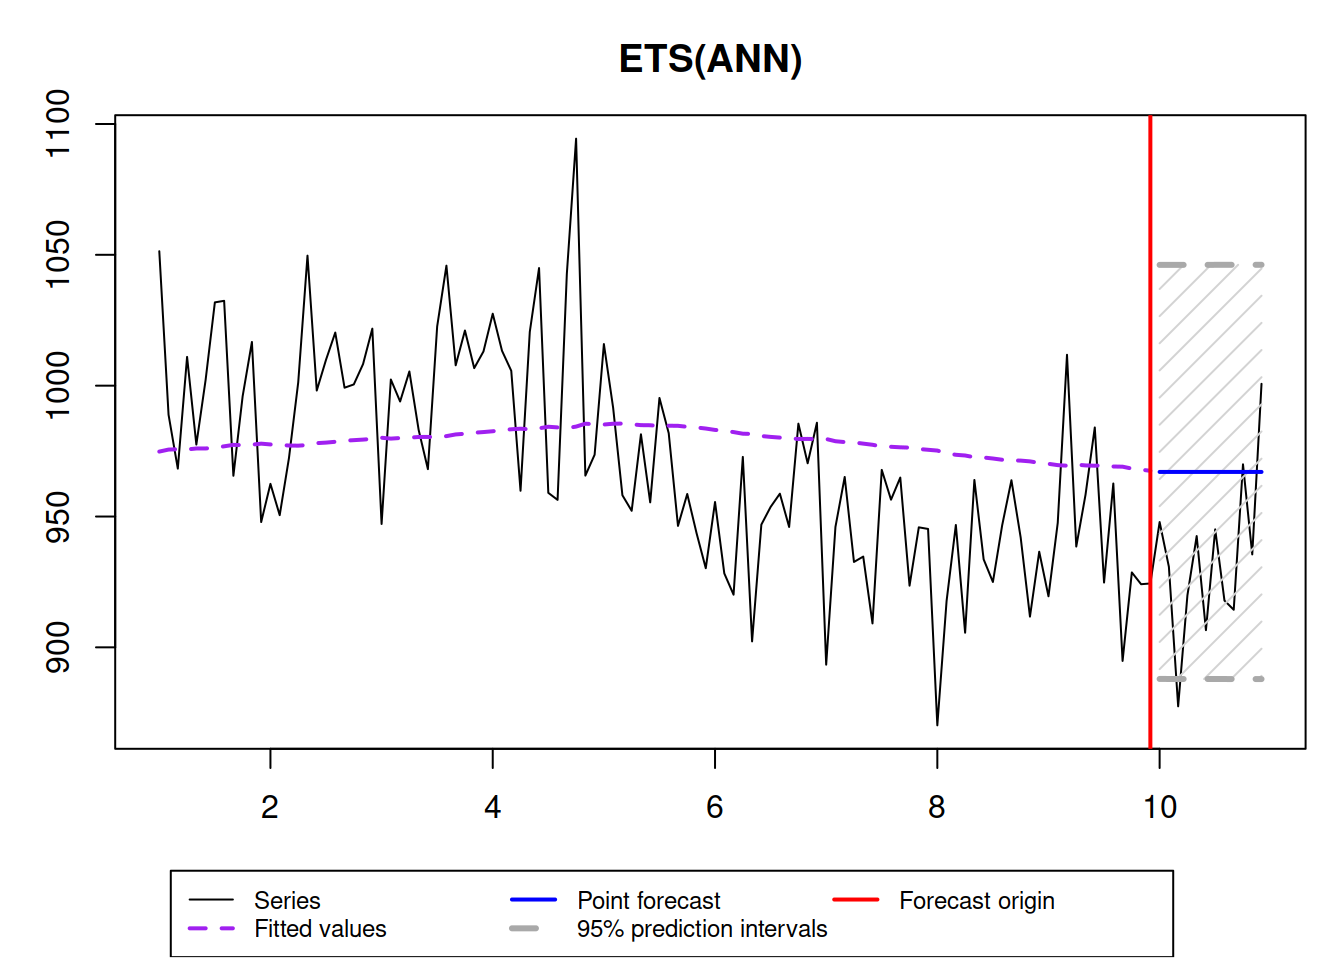 ETS(ANN)
1100
1050
1000
950
900
2 4 6 8 10
Series Point forecast Forecast origin
Fitted values 95% prediction intervals